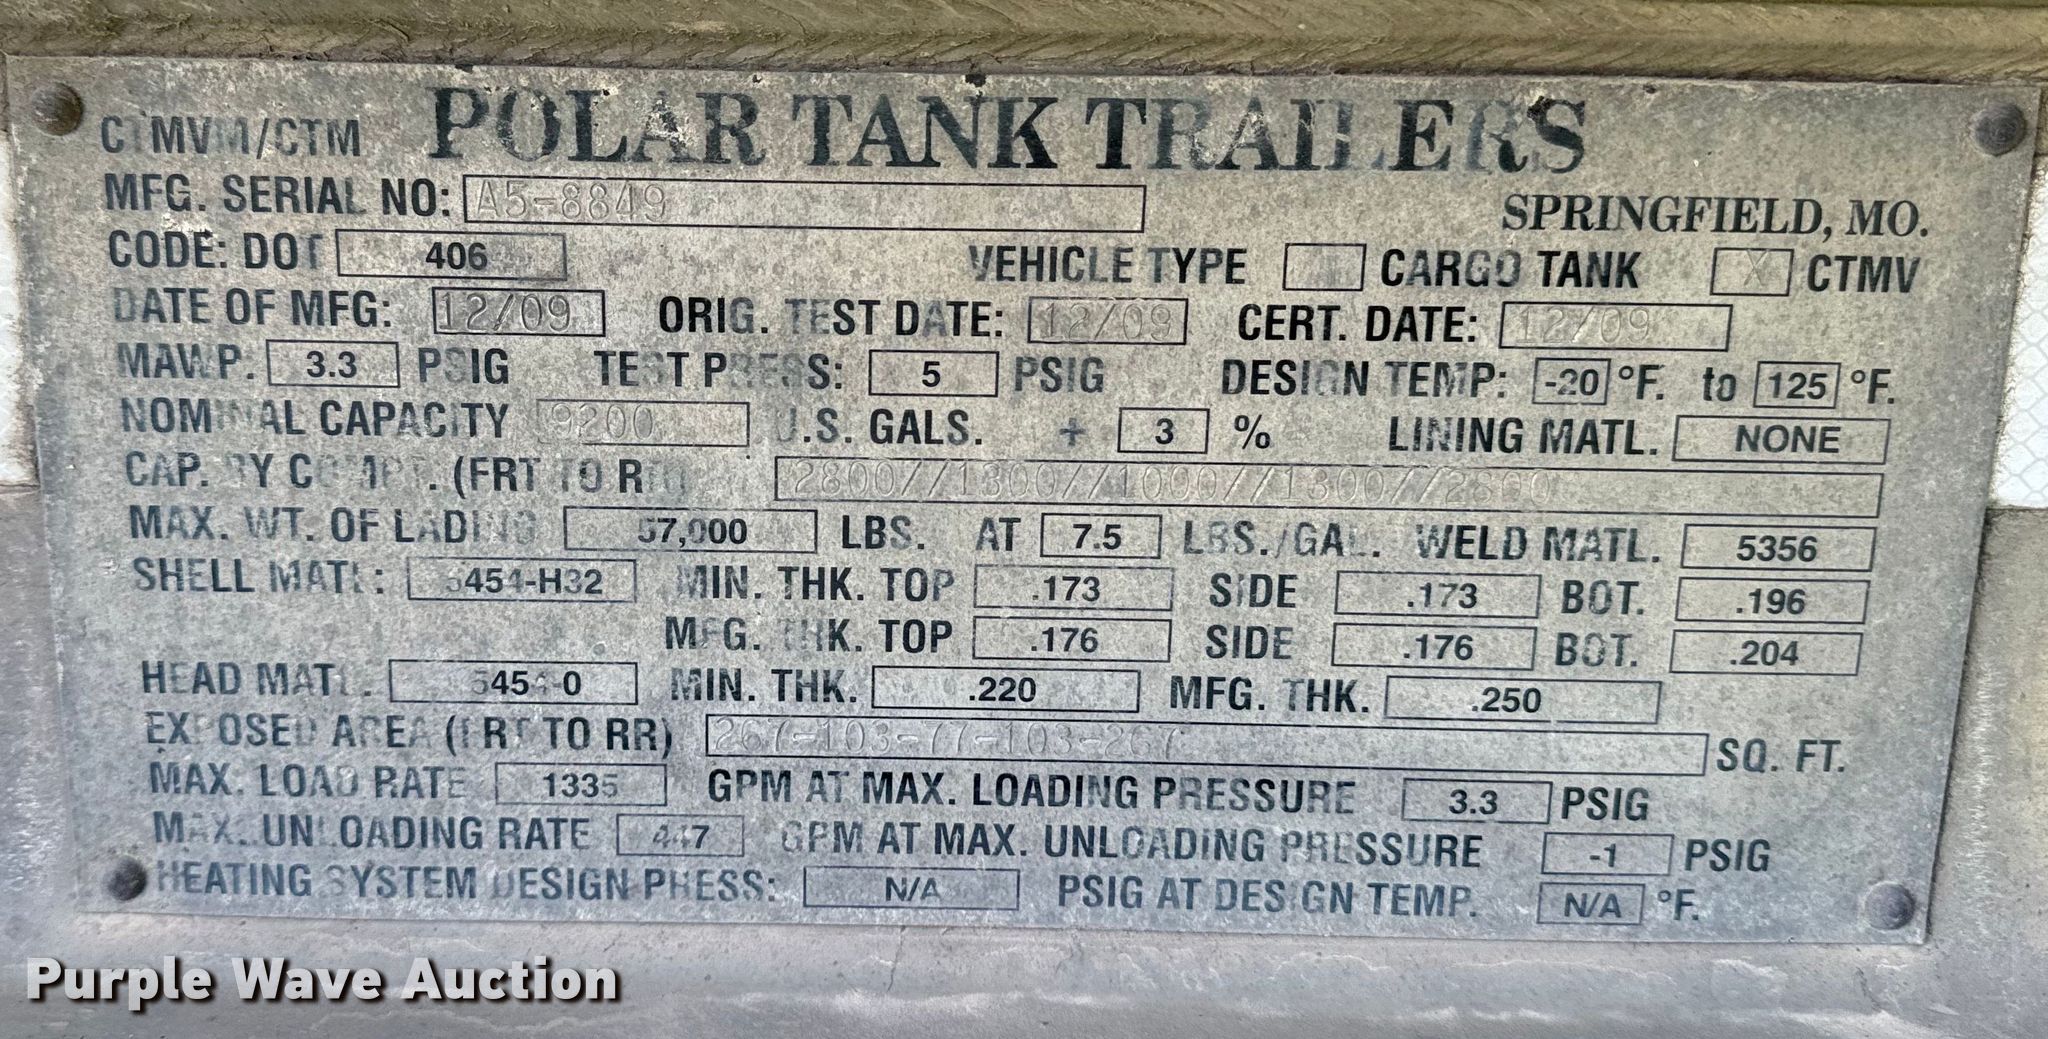 POLAR TANK TRAILERS
CTMVM/CTM
MFG. SERIAL NO: A5-8849
SPRINGFIELD, MO.
CODE: DOT 406 VEHICLE TYPE CARGO TANK X CTMV
DATE OF MFG: 12/09 ORIG. TEST DATE: 12/09 CERT. DATE: 12/09
MAWP. 3.3 PSIG TEST PRESS: 5 PSIG DESIGN TEMP: -20 °F. to 125 °F.
NOMINAL CAPACITY 9200 U.S. GALS. + 3 % LINING MATL. NONE
CAP. BY COMPT. (FRT TO RR) 2800//1300//1000//1300//2800
MAX. WT. OF LADING 57,000 LBS. AT 7.5 LBS./GAL. WELD MATL. 5356
SHELL MATL: 5454-H32 MIN. THK. TOP .173 SIDE .173 BOT. .196
MFG. THK. TOP .176 SIDE .176 BOT. .204
HEAD MATL. 5454-0 MIN. THK. .220 MFG. THK. .250
EXPOSED AREA (FRT TO RR) 267-103-77-103-267 SQ. FT.
MAX. LOAD RATE 1335 GPM AT MAX. LOADING PRESSURE 3.3 PSIG
MAX. UNLOADING RATE 447 GPM AT MAX. UNLOADING PRESSURE -1 PSIG
HEATING SYSTEM DESIGN PRESS: N/A PSIG AT DESIGN TEMP. N/A °F.
Purple Wave Auction